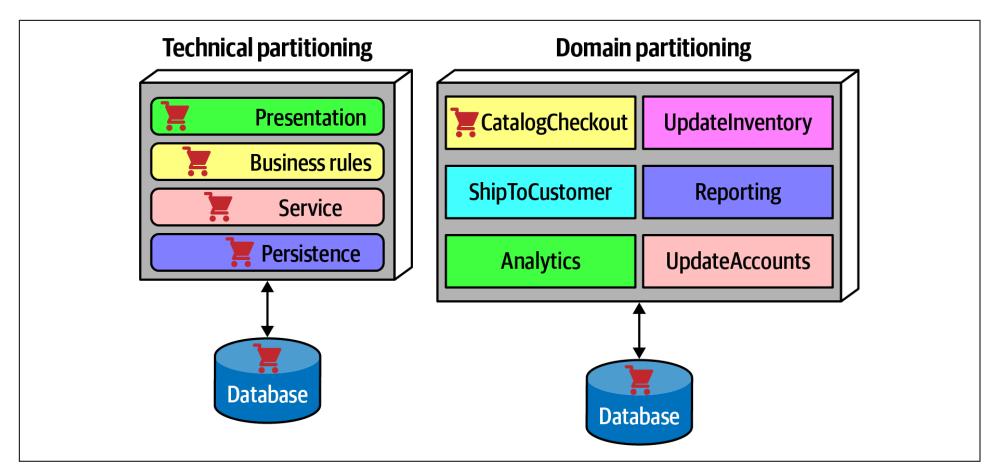 Technical partitioning
Presentation
Business rules
Service
Persistence
Database
Domain partitioning
CatalogCheckout
UpdateInventory
ShipToCustomer
Reporting
Analytics
UpdateAccounts
Database